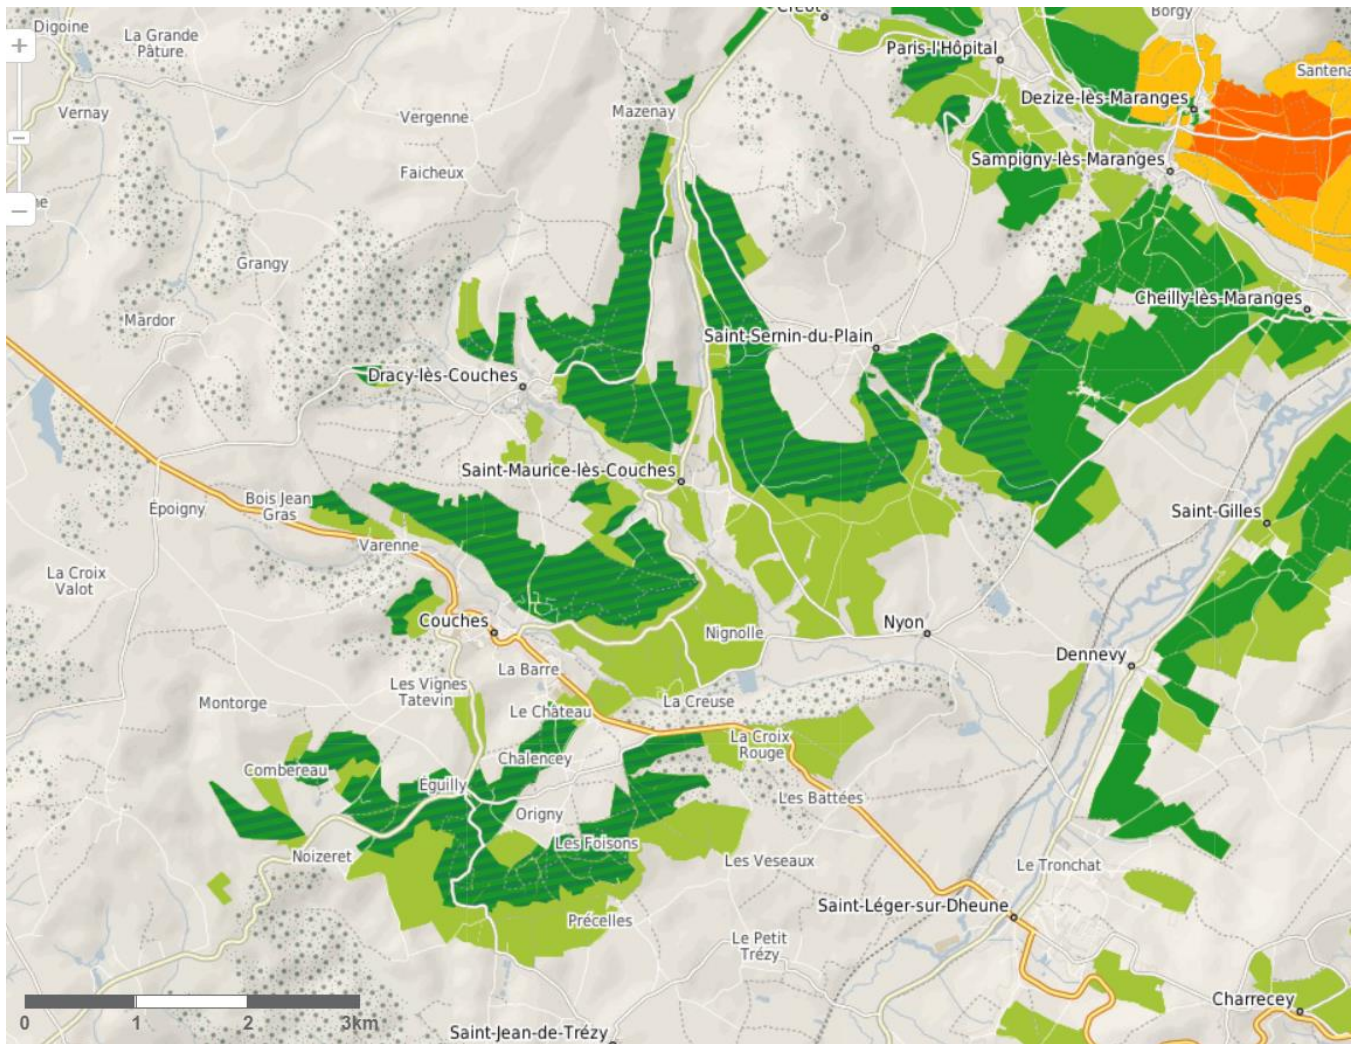 Créot
Borgy
Digoine
La Grande
Pâture
Paris-l'Hôpital
Santena
Vernay
Vergenne
Mazenay
Dezize-lès-Maranges
Faicheux
Sampigny-lès-Maranges
ne
Grangy
Cheilly-lès-Maranges
Mardor
Saint-Sernin-du-Plain
Dracy-lès-Couches
Saint-Maurice-lès-Couches
Époigny
Bois Jean
Gras
Saint-Gilles
Varenne
La Croix
Valot
Couches
Nignolle
Nyon
Dennevy
La Barre
Les Vignes
Tatevin
Montorge
Le Château
La Creuse
La Croix
Rouge
Chalencey
Combereau
Éguilly
Les Battées
Origny
Les Foisons
Noizeret
Les Veseaux
Le Tronchat
Saint-Léger-sur-Dheune
Précelles
Le Petit
Trézy
Charrecey
0 1 2 3km
Saint-Jean-de-Trézy